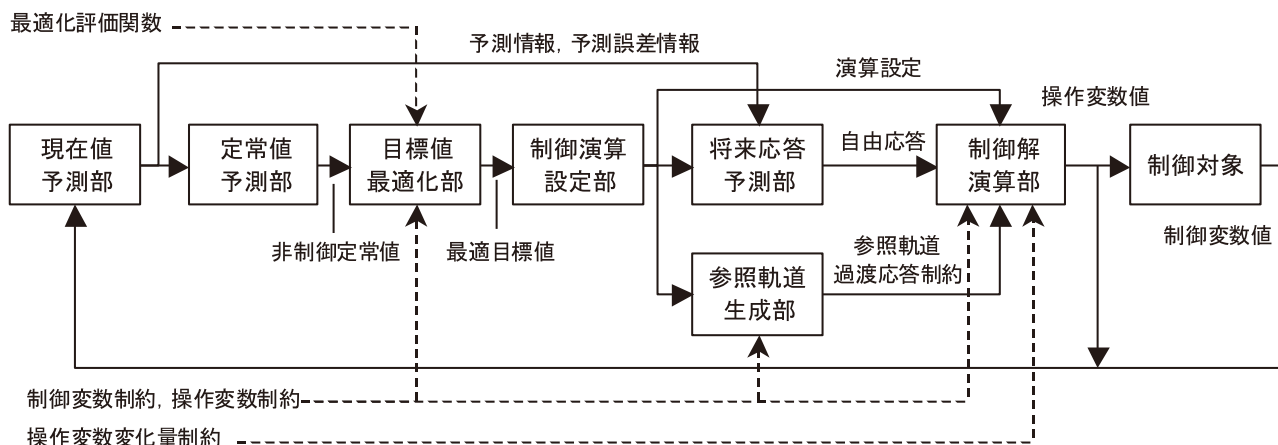 最適化評価関数
予測情報, 予測誤差情報
演算設定
操作変数値
現在値
予測部
定常値
予測部
目標値
最適化部
制御演算
設定部
将来応答
予測部
自由応答
制御解
演算部
制御対象
非制御定常値
最適目標値
制御変数値
参照軌道
生成部
参照軌道
過渡応答制約
制御変数制約, 操作変数制約
操作変数変化量制約